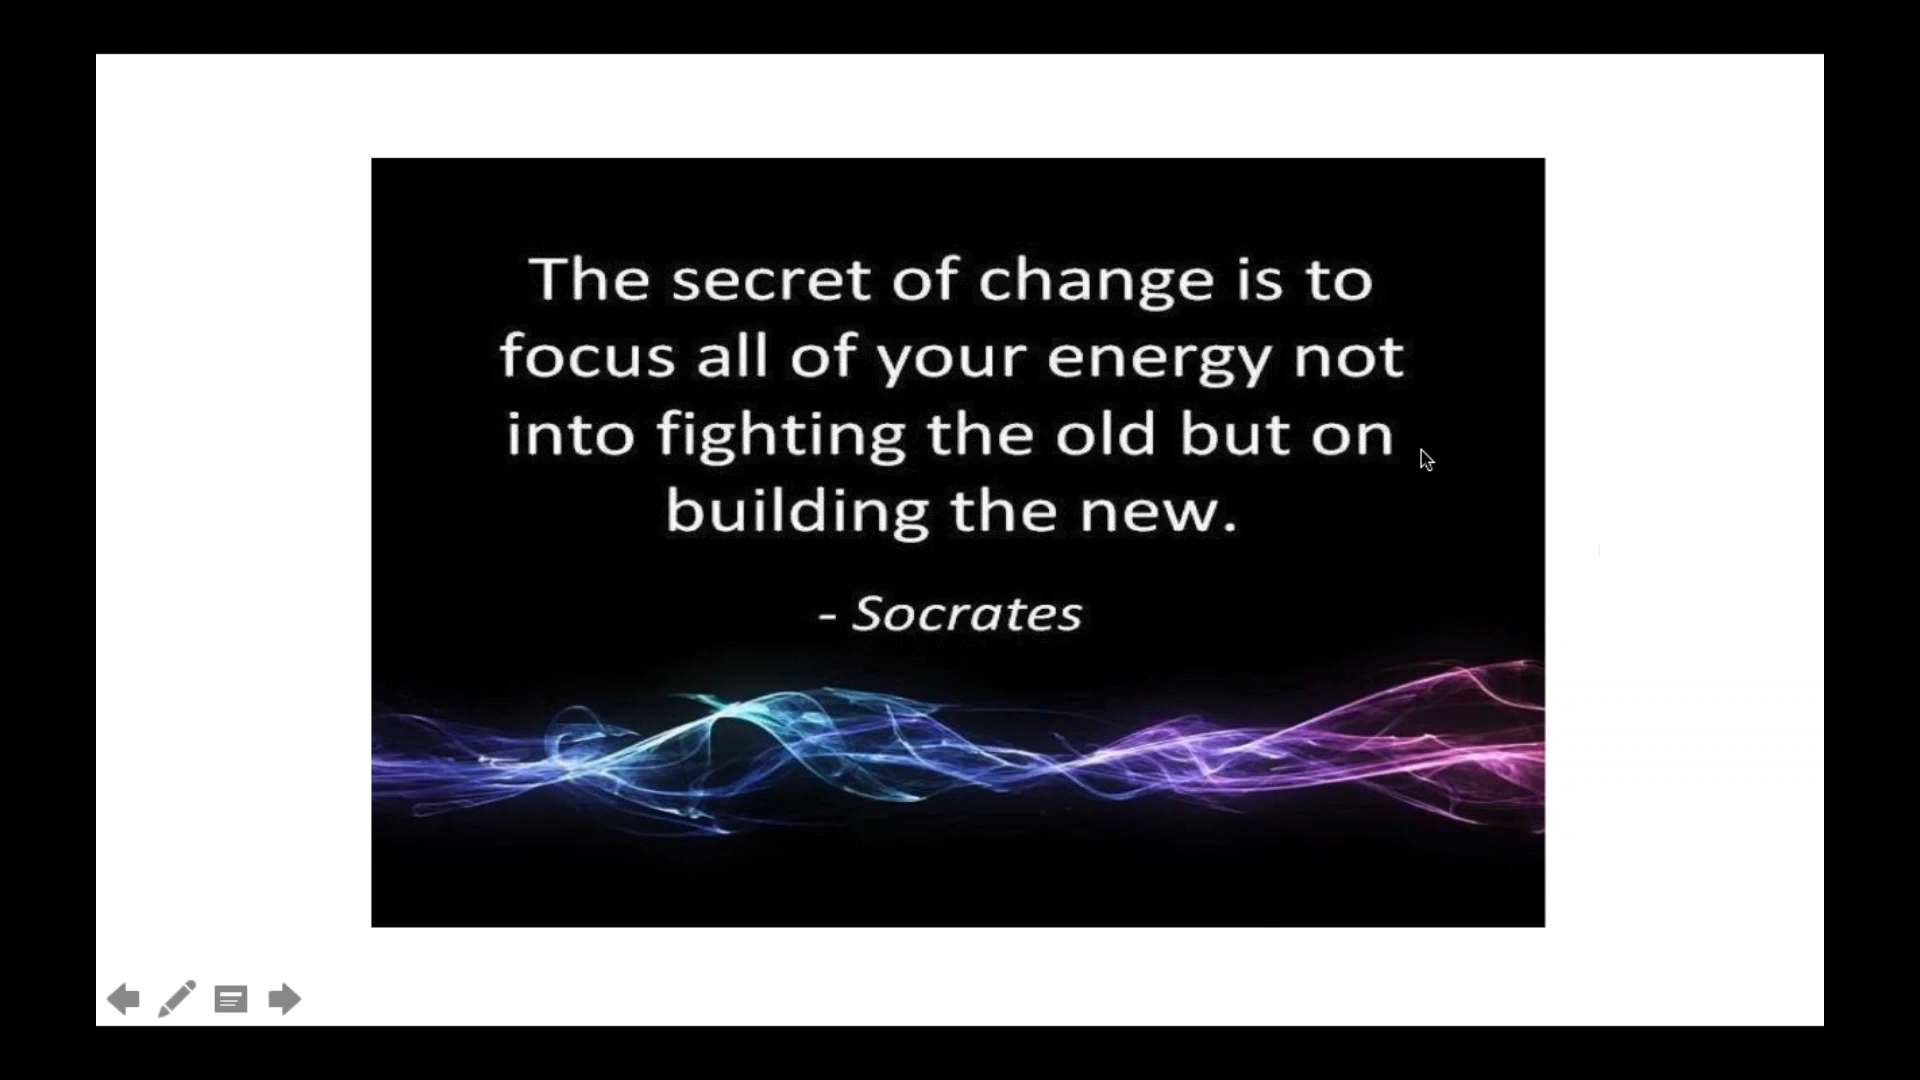 The secret of change is to
focus all of your energy not
into fighting the old but on
building the new.
- Socrates